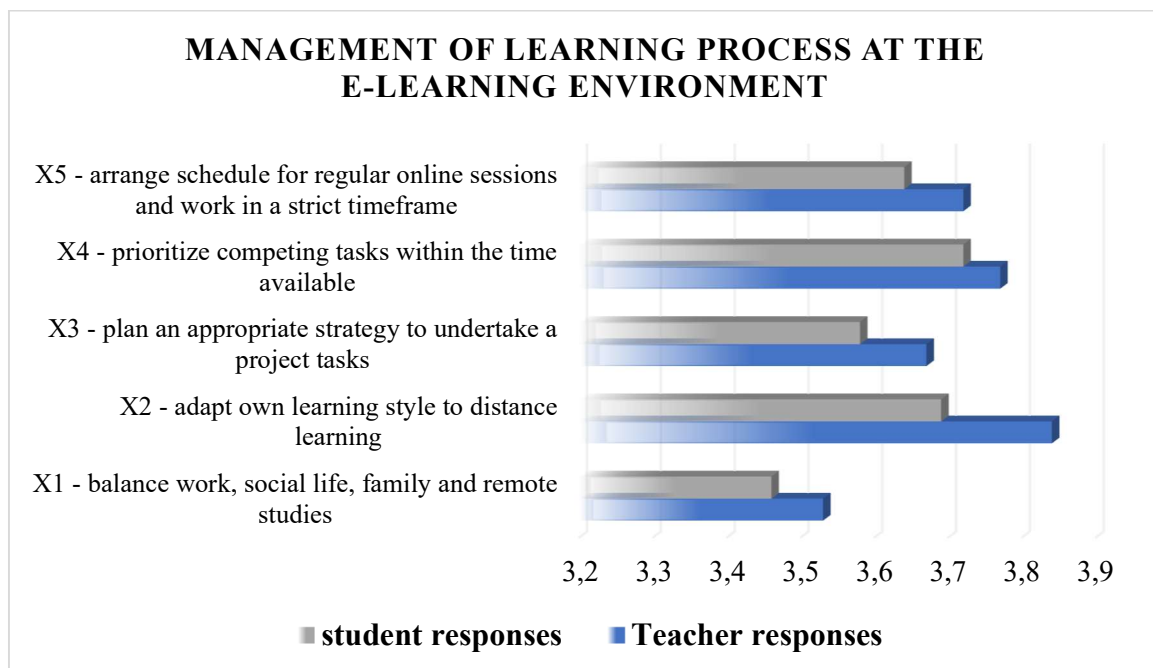 MANAGEMENT OF LEARNING PROCESS AT THE
E-LEARNING ENVIRONMENT
X5 - arrange schedule for regular online sessions
and work in a strict timeframe
X4 - prioritize competing tasks within the time
available
X3 - plan an appropriate strategy to undertake a
project tasks
X2 - adapt own learning style to distance
learning
X1 - balance work, social life, family and remote
studies
3,2 3,3 3,4 3,5 3,6 3,7 3,8 3,9
student responses Teacher responses